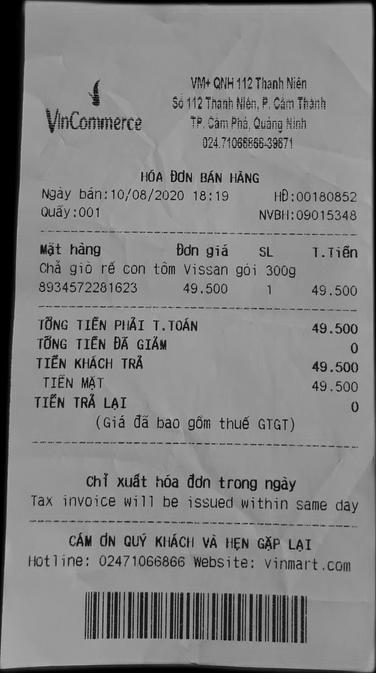 VinCommerce
VM+ QNH 112 Thanh Niên
Số 112 Thanh Niên, P. Cẩm Thành
TP. Cẩm Phả, Quảng Ninh
024.71066866-39671
HÓA ĐƠN BÁN HÀNG
Ngày bán:10/08/2020 18:19 HĐ:00180852
Quầy:001 NVBH:09015348
Mặt hàng Đơn giá SL T.Tiền
Chả giò rế con tôm Vissan gói 300g
8934572281623 49.500 1 49.500
TỔNG TIỀN PHẢI T.TOÁN 49.500
TỔNG TIỀN ĐÃ GIẢM 0
TIỀN KHÁCH TRẢ 49.500
TIỀN MẶT 49.500
TIỀN TRẢ LẠI 0
(Giá đã bao gồm thuế GTGT)
Chỉ xuất hóa đơn trong ngày
Tax invoice will be issued within same day
CẢM ƠN QUÝ KHÁCH VÀ HẸN GẶP LẠI
Hotline: 02471066866 Website: vinmart.com